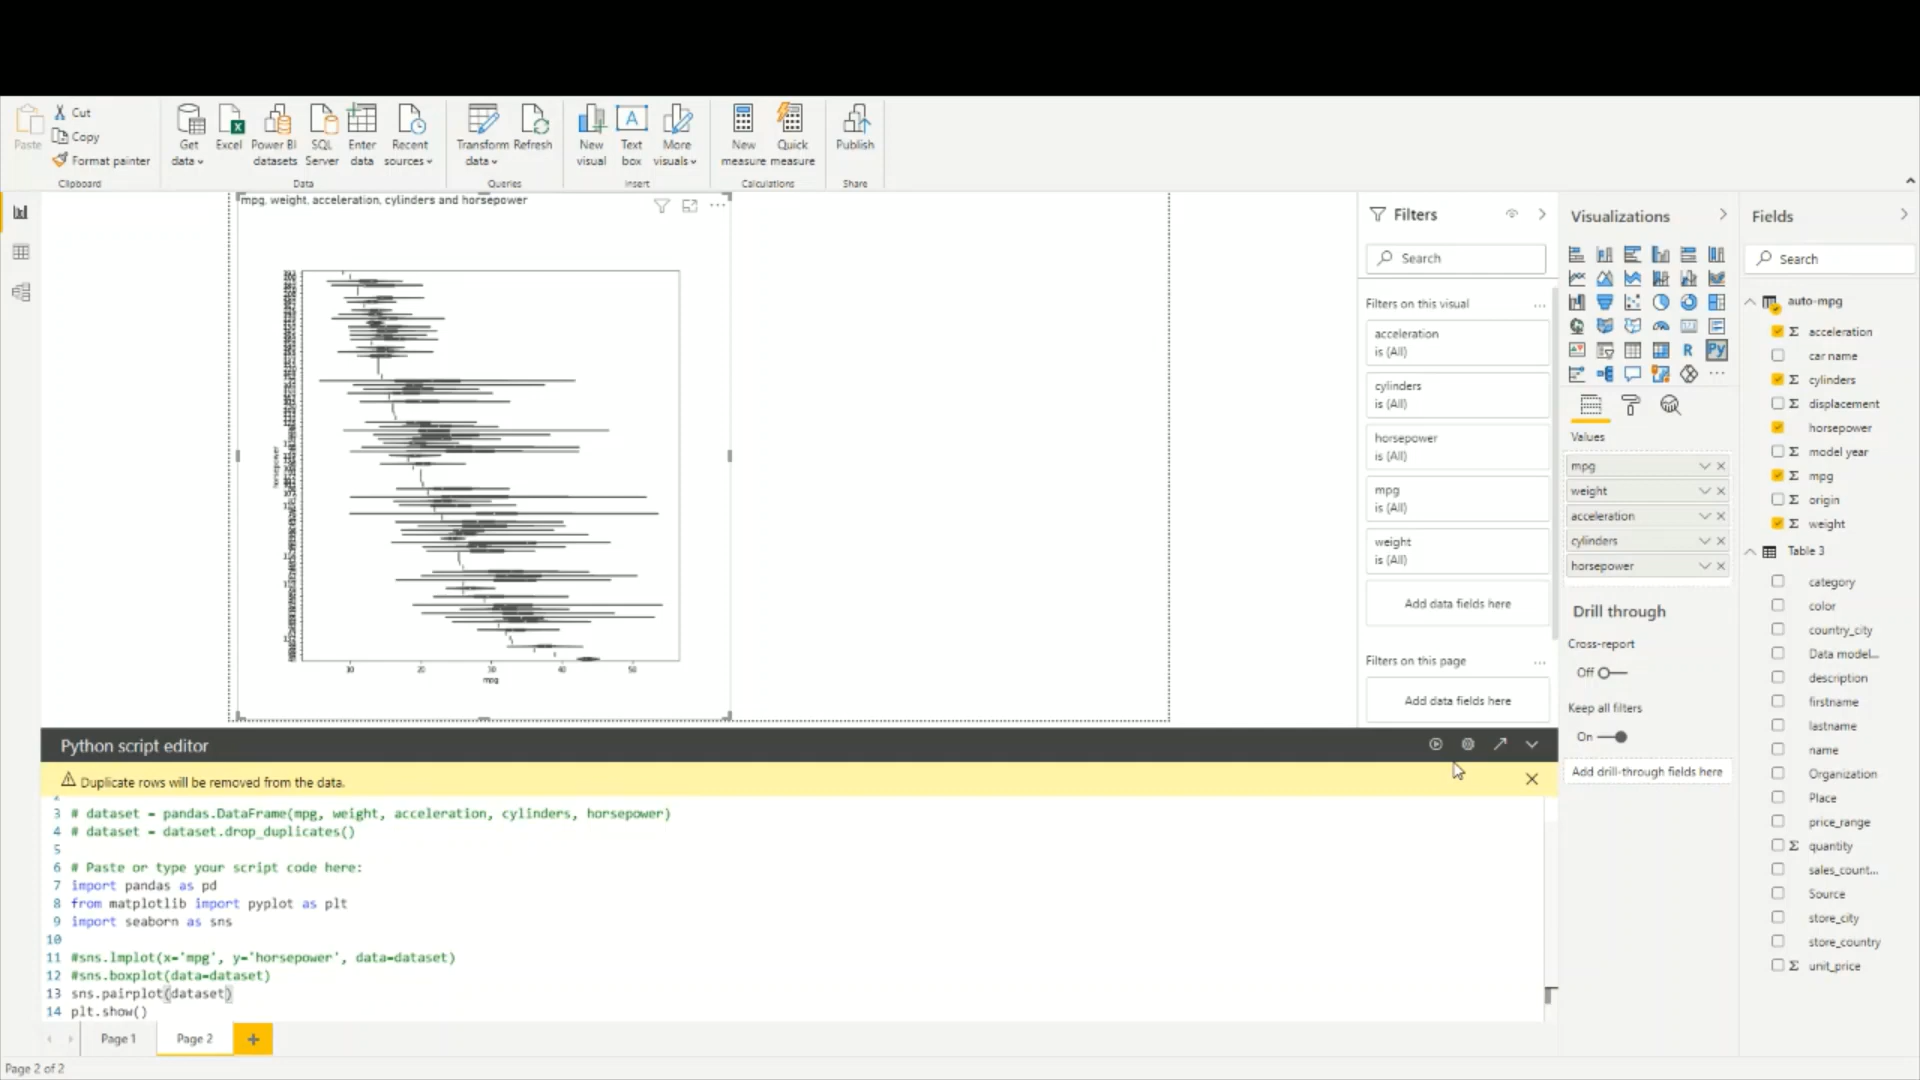 Paste
Cut
Copy
Format painter
Clipboard
Get data
Excel
Power BI datasets
SQL Server
Enter data
Recent sources
Data
Transform data
Refresh
Queries
New visual
Text box
More visuals
Insert
New measure
Quick measure
Calculations
Publish
Share
mpg, weight, acceleration, cylinders and horsepower
horsepower
10 20 30 40 50
mpg
Filters
Search
Filters on this visual
acceleration
is (All)
cylinders
is (All)
horsepower
is (All)
mpg
is (All)
weight
is (All)
Add data fields here
Filters on this page
Add data fields here
Visualizations
R
Py
Values
mpg
weight
acceleration
cylinders
horsepower
Drill through
Cross-report
Off
Keep all filters
On
Add drill-through fields here
Fields
Search
auto-mpg
Σ acceleration
car name
Σ cylinders
Σ displacement
horsepower
Σ model year
Σ mpg
Σ origin
Σ weight
Table 3
category
color
country_city
Data model...
description
firstname
lastname
name
Organization
Place
price_range
Σ quantity
sales_count...
Source
store_city
store_country
Σ unit_price
Python script editor
Duplicate rows will be removed from the data.
3 # dataset = pandas.DataFrame(mpg, weight, acceleration, cylinders, horsepower)
4 # dataset = dataset.drop_duplicates()
5
6 # Paste or type your script code here:
7 import pandas as pd
8 from matplotlib import pyplot as plt
9 import seaborn as sns
10
11 #sns.lmplot(x='mpg', y='horsepower', data=dataset)
12 #sns.boxplot(data=dataset)
13 sns.pairplot(dataset)
14 plt.show()
Page 1
Page 2
+
Page 2 of 2